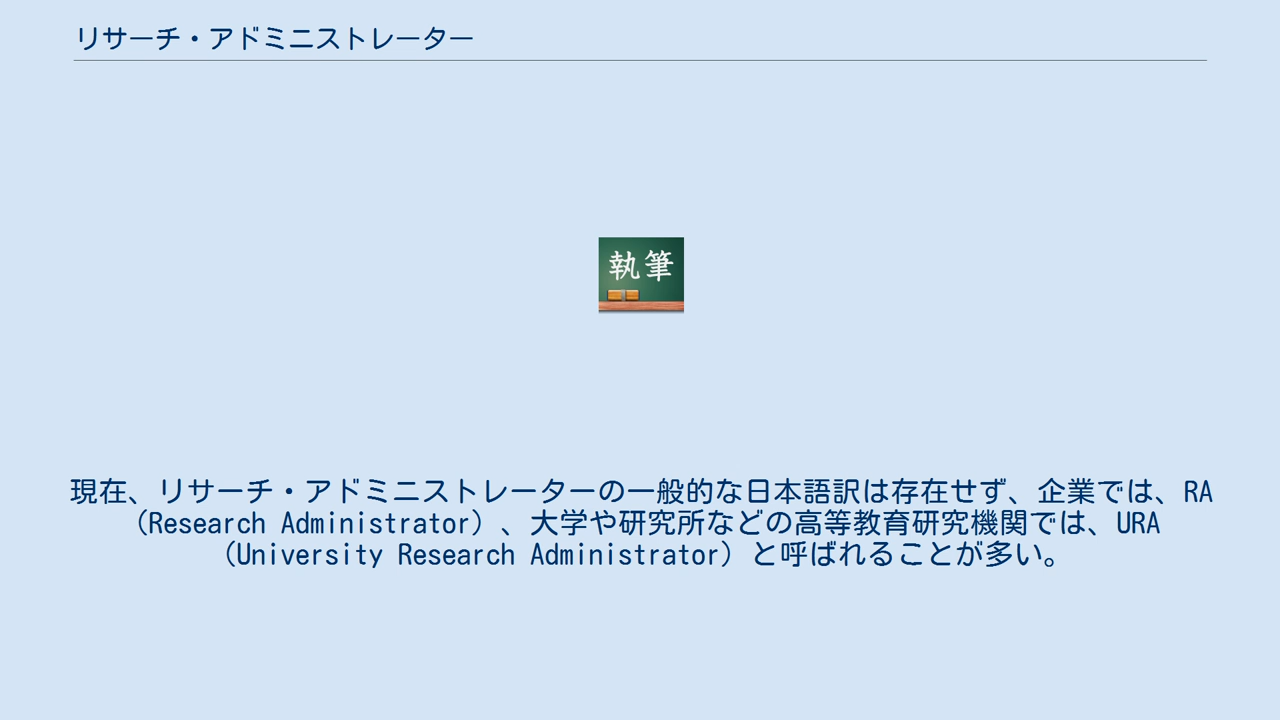 リサーチ・アドミニストレーター
執筆
現在、リサーチ・アドミニストレーターの一般的な日本語訳は存在せず、企業では、RA
（Research Administrator）、大学や研究所などの高等教育研究機関では、URA
（University Research Administrator）と呼ばれることが多い。